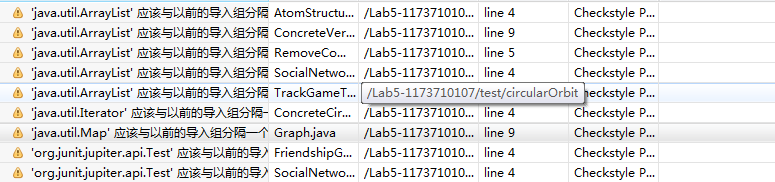 'java.util.ArrayList' 应该与以前的导入组分隔 AtomStructu... /Lab5-117371010... line 4 Checkstyle P...
'java.util.ArrayList' 应该与以前的导入组分隔 ConcreteVer... /Lab5-117371010... line 9 Checkstyle P...
'java.util.ArrayList' 应该与以前的导入组分隔 RemoveCo... /Lab5-117371010... line 5 Checkstyle P...
'java.util.ArrayList' 应该与以前的导入组分隔 SocialNetwo... /Lab5-117371010... line 4 Checkstyle P...
'java.util.ArrayList' 应该与以前的导入组分隔 TrackGameT... /Lab5-1173710107/test/circularOrbit Checkstyle P...
'java.util.Iterator' 应该与以前的导入组分隔一 ConcreteCir... /Lab5-117371010... line 4 Checkstyle P...
'java.util.Map' 应该与以前的导入组分隔一个 Graph.java /Lab5-117371010... line 9 Checkstyle P...
'org.junit.jupiter.api.Test' 应该与以前的导入 FriendshipG... /Lab5-117371010... line 4 Checkstyle P...
'org.junit.jupiter.api.Test' 应该与以前的导入 SocialNetwo... /Lab5-117371010... line 4 Checkstyle P...